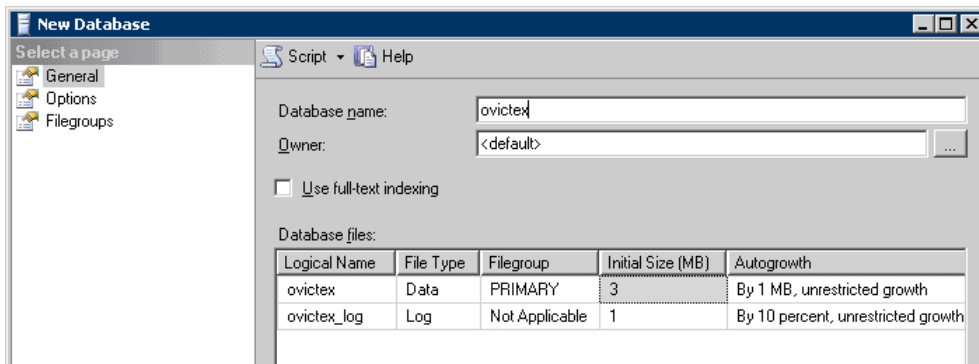 New Database
Select a page
General
Options
Filegroups
Script Help
Database name: ovictex
Owner: <default> ...
Use full-text indexing
Database files:
Logical Name File Type Filegroup Initial Size (MB) Autogrowth
ovictex Data PRIMARY 3 By 1 MB, unrestricted growth
ovictex_log Log Not Applicable 1 By 10 percent, unrestricted growth